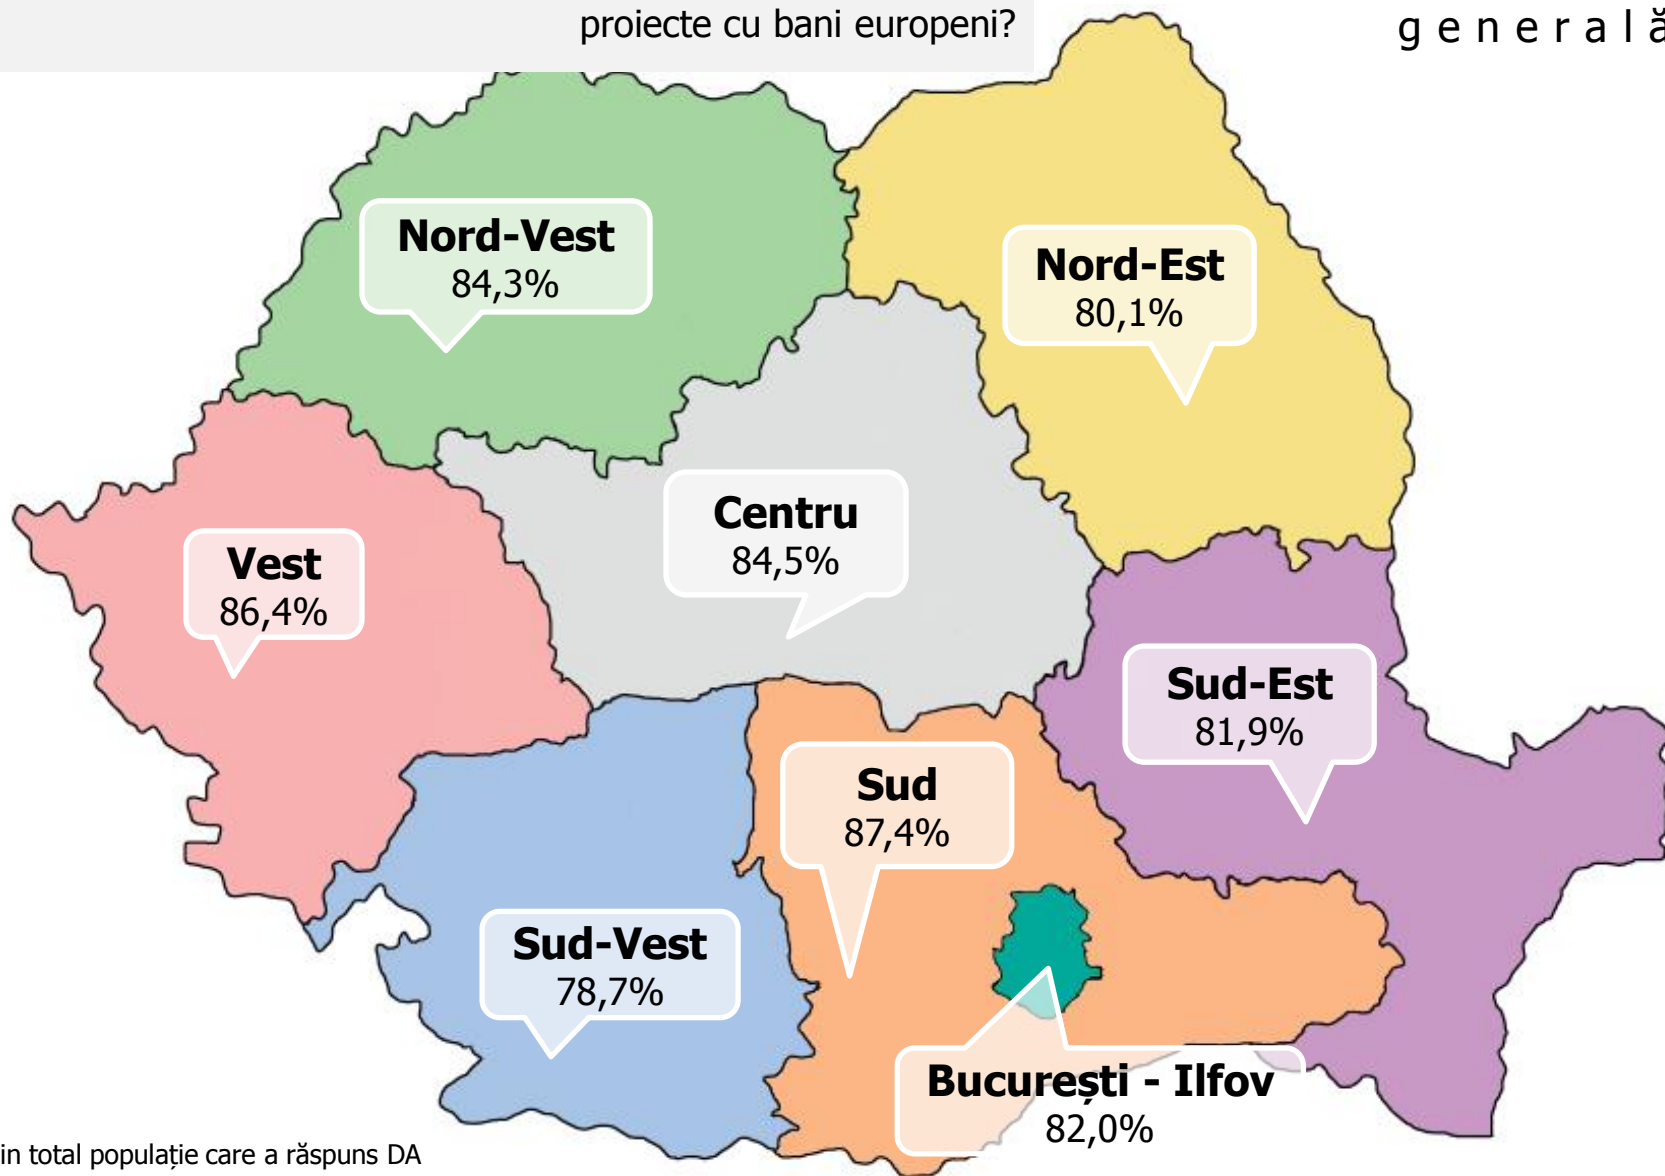 proiecte cu bani europeni?
generală
Nord-Vest
84,3%
Nord-Est
80,1%
Centru
84,5%
Vest
86,4%
Sud-Est
81,9%
Sud
87,4%
Sud-Vest
78,7%
București - Ilfov
82,0%
in total populație care a răspuns DA